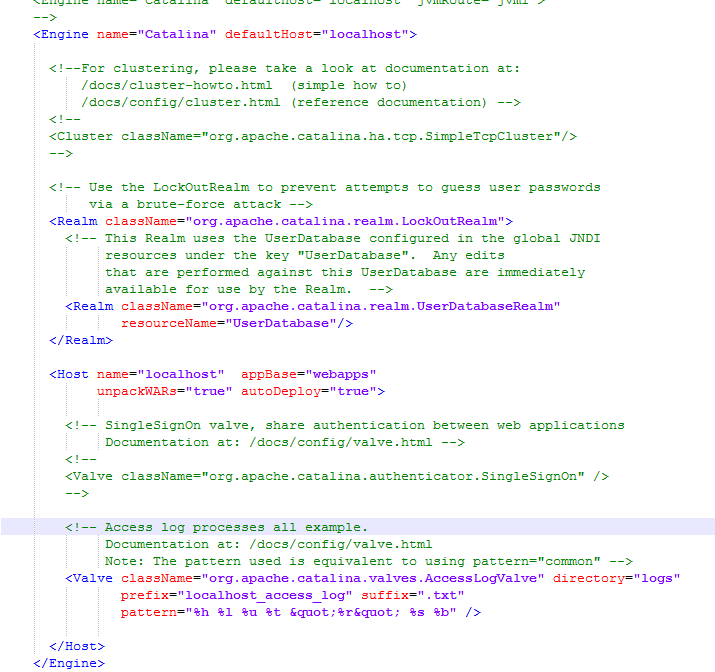 <Engine name="Catalina" defaultHost="localhost" jvmRoute="jvm1">
-->
<Engine name="Catalina" defaultHost="localhost">
<!--For clustering, please take a look at documentation at:
/docs/cluster-howto.html  (simple how to)
/docs/config/cluster.html (reference documentation) -->
<!--
<Cluster className="org.apache.catalina.ha.tcp.SimpleTcpCluster"/>
-->
<!-- Use the LockOutRealm to prevent attempts to guess user passwords
via a brute-force attack -->
<Realm className="org.apache.catalina.realm.LockOutRealm">
<!-- This Realm uses the UserDatabase configured in the global JNDI
resources under the key "UserDatabase".  Any edits
that are performed against this UserDatabase are immediately
available for use by the Realm.  -->
<Realm className="org.apache.catalina.realm.UserDatabaseRealm"
resourceName="UserDatabase"/>
</Realm>
<Host name="localhost"  appBase="webapps"
unpackWARs="true" autoDeploy="true">
<!-- SingleSignOn valve, share authentication between web applications
Documentation at: /docs/config/valve.html -->
<!--
<Valve className="org.apache.catalina.authenticator.SingleSignOn" />
-->
<!-- Access log processes all example.
Documentation at: /docs/config/valve.html
Note: The pattern used is equivalent to using pattern="common" -->
<Valve className="org.apache.catalina.valves.AccessLogValve" directory="logs"
prefix="localhost_access_log" suffix=".txt"
pattern="%h %l %u %t &quot;%r&quot; %s %b" />
</Host>
</Engine>